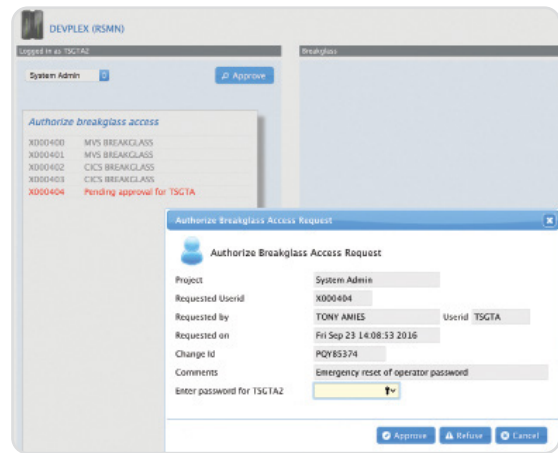 DEVPLEX (RSMN)
Logged in as TSGTA2
Breakglass
System Admin
Approve
Authorize breakglass access
X000400 MVS BREAKGLASS
X000401 MVS BREAKGLASS
X000402 CICS BREAKGLASS
X000403 CICS BREAKGLASS
X000404 Pending approval for TSGTA
Authorize Breakglass Access Request
Authorize Breakglass Access Request
Project System Admin
Requested Userid X000404
Requested by TONY AMIES Userid TSGTA
Requested on Fri Sep 23 14:08:53 2016
Change Id PQY85374
Comments Emergency reset of operator password
Enter password for TSGTA2
Approve Refuse Cancel